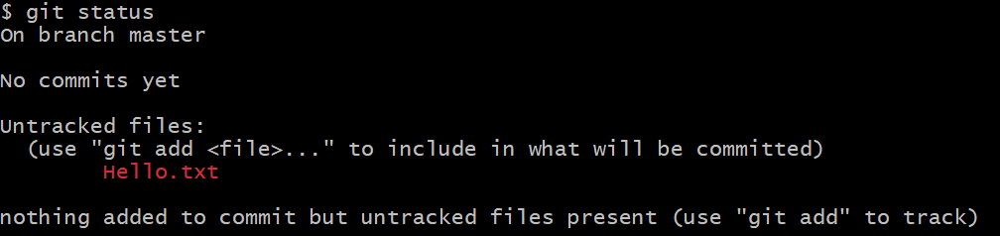 $ git status
On branch master
No commits yet
Untracked files:
(use "git add <file>..." to include in what will be committed)
Hello.txt
nothing added to commit but untracked files present (use "git add" to track)